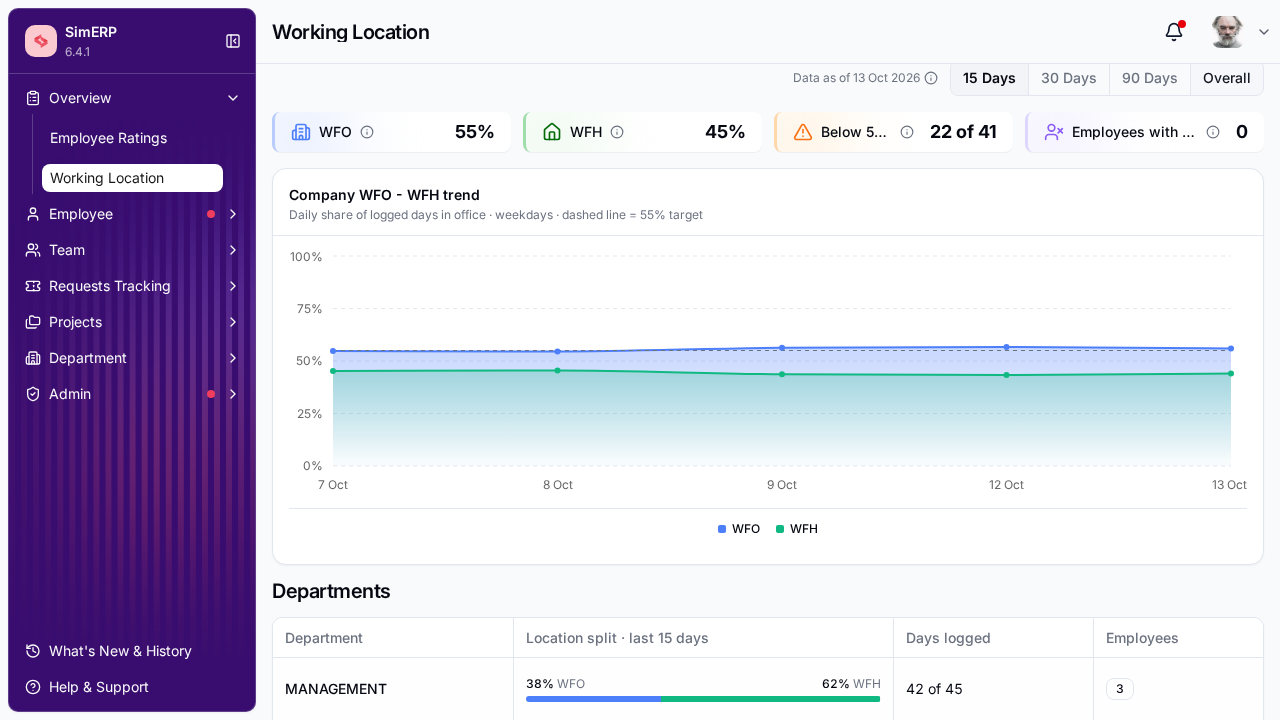 SimERP
6.4.1
Overview
Employee Ratings
Working Location
Employee
Team
Requests Tracking
Projects
Department
Admin
What's New & History
Help & Support
Working Location
Data as of 13 Oct 2026
15 Days
30 Days
90 Days
Overall
WFO
55%
WFH
45%
Below 5...
22 of 41
Employees with ...
0
Company WFO - WFH trend
Daily share of logged days in office · weekdays · dashed line = 55% target
100%
75%
50%
25%
0%
7 Oct
8 Oct
9 Oct
12 Oct
13 Oct
WFO
WFH
Departments
Department
Location split · last 15 days
Days logged
Employees
MANAGEMENT
38% WFO
62% WFH
42 of 45
3